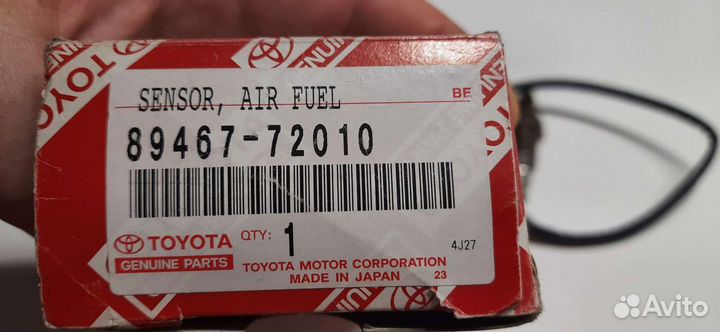 TOYOTA
SENSOR, AIR FUEL BE
89467-72010
TOYOTA QTY: 1 4J27
GENUINE PARTS TOYOTA MOTOR CORPORATION
MADE IN JAPAN 23
Avito